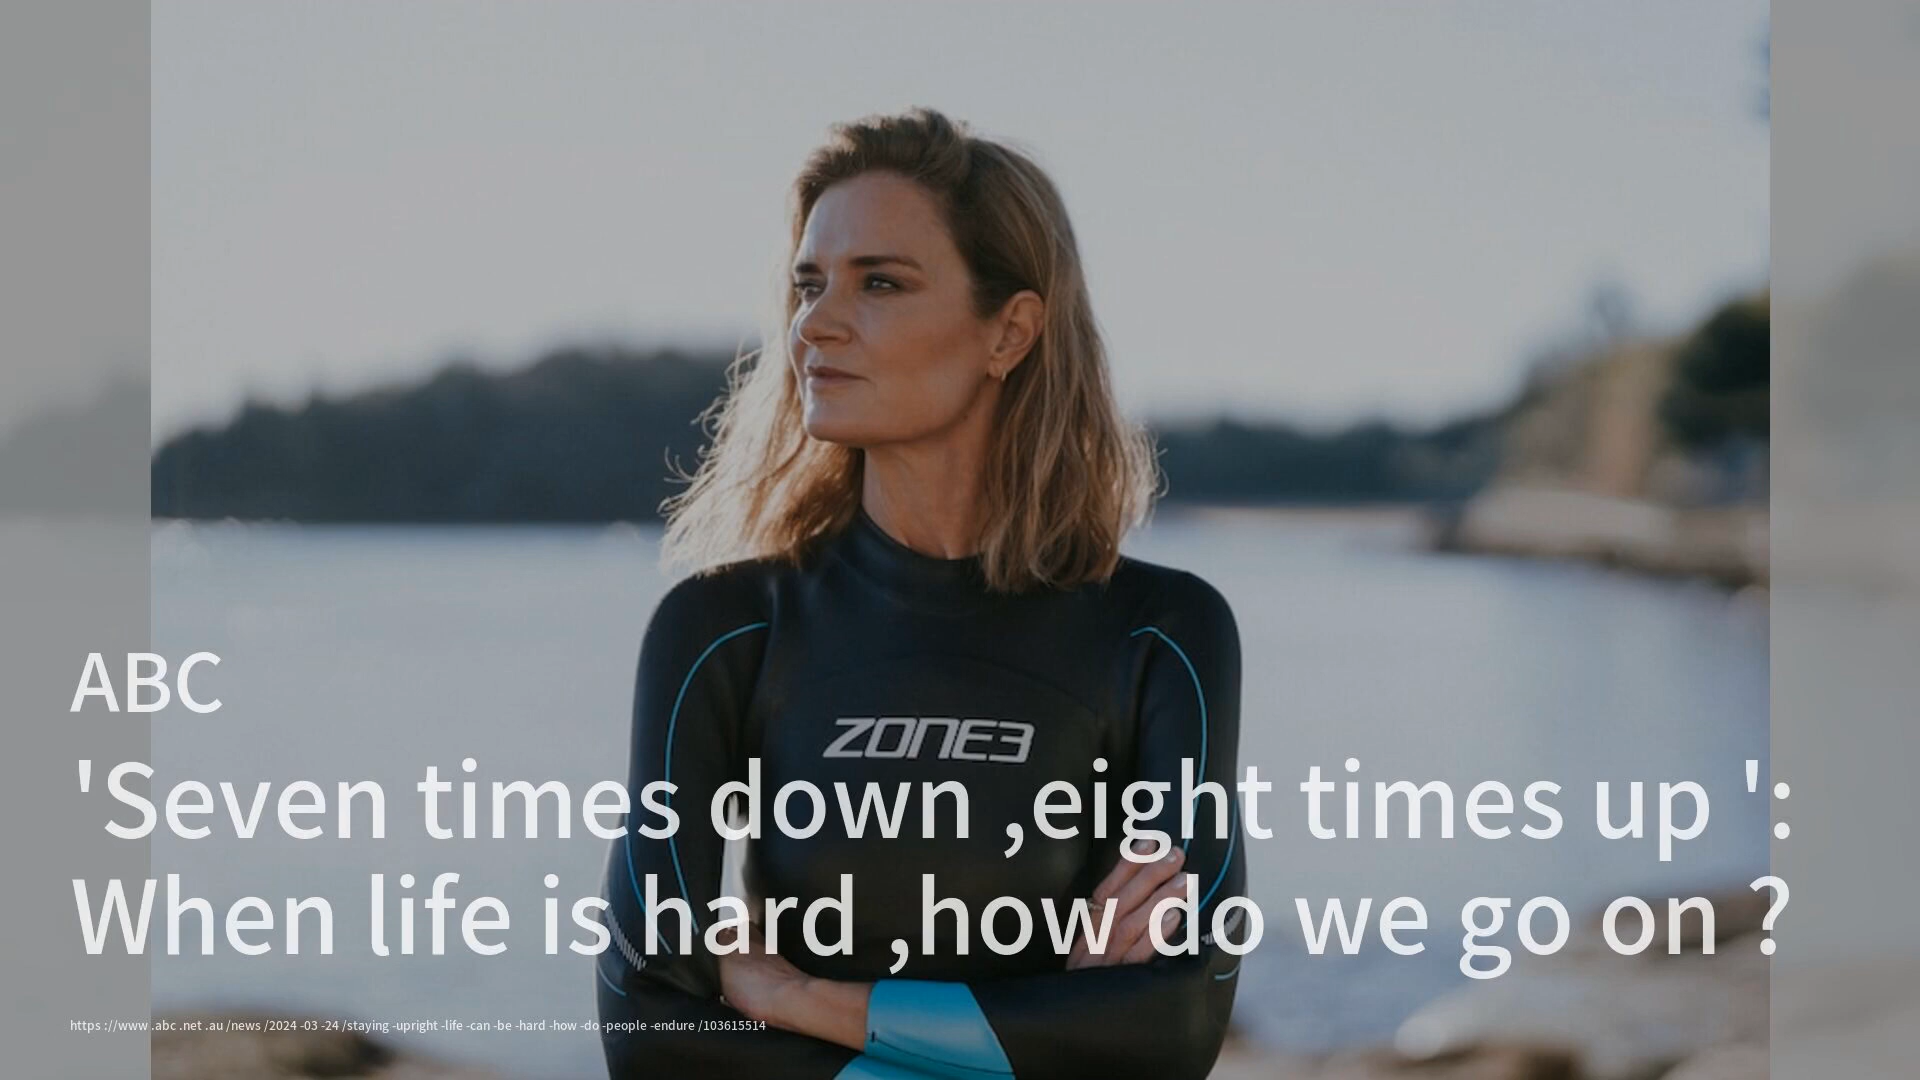 ZONE3
ABC
'Seven times down ,eight times up ':
When life is hard ,how do we go on ?
https ://www .abc .net .au /news /2024 -03 -24 /staying -upright -life -can -be -hard -how -do -people -endure /103615514